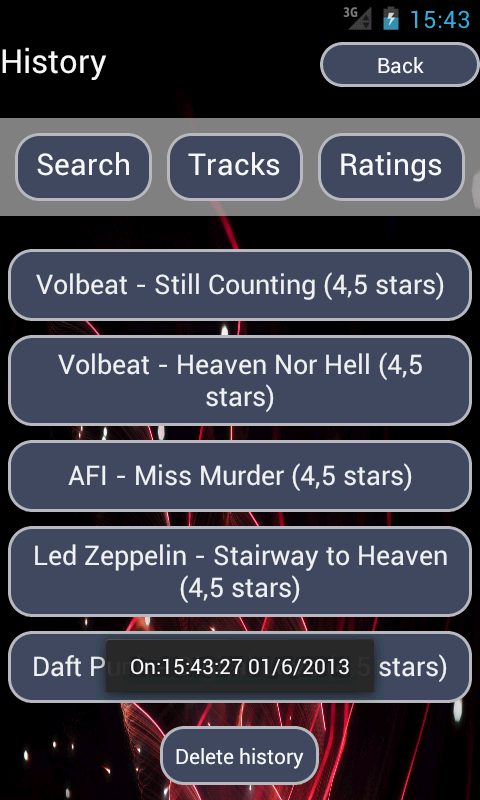 3G
15:43
History
Back
Search
Tracks
Ratings
Volbeat - Still Counting (4,5 stars)
Volbeat - Heaven Nor Hell (4,5
stars)
AFI - Miss Murder (4,5 stars)
Led Zeppelin - Stairway to Heaven
(4,5 stars)
Daft stars)
On:15:43:27 01/6/2013
Delete history